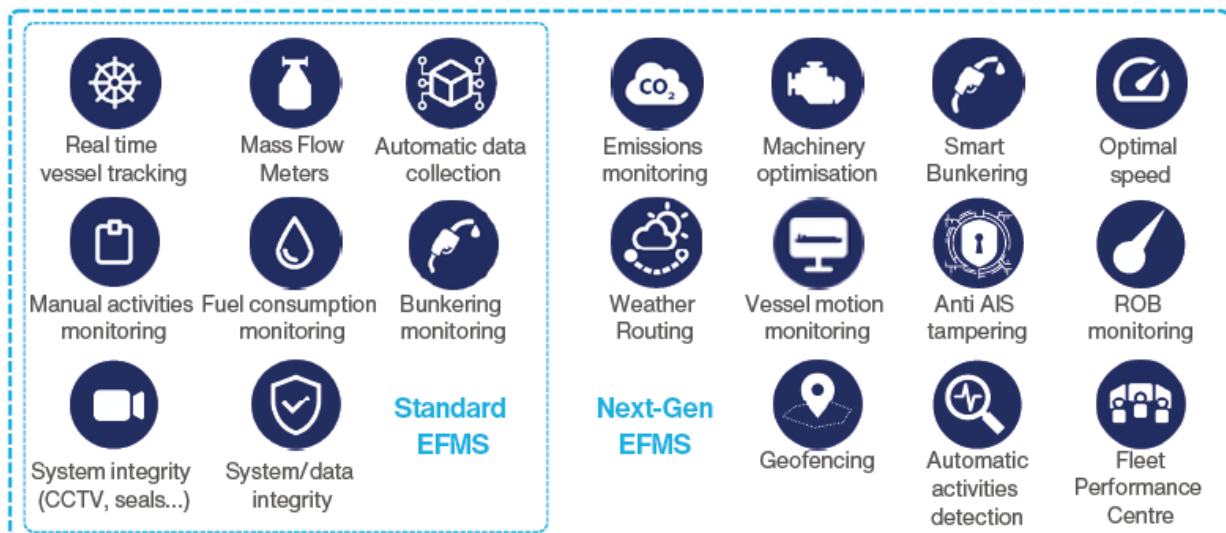 Real time
vessel tracking
Mass Flow
Meters
Automatic data
collection
CO₂
Emissions
monitoring
Machinery
optimisation
Smart
Bunkering
Optimal
speed
Manual activities
monitoring
Fuel consumption
monitoring
Bunkering
monitoring
Weather
Routing
Vessel motion
monitoring
Anti AIS
tampering
ROB
monitoring
System integrity
(CCTV, seals...)
System/data
integrity
Standard
EFMS
Next-Gen
EFMS
Geofencing
Automatic
activities
detection
Fleet
Performance
Centre